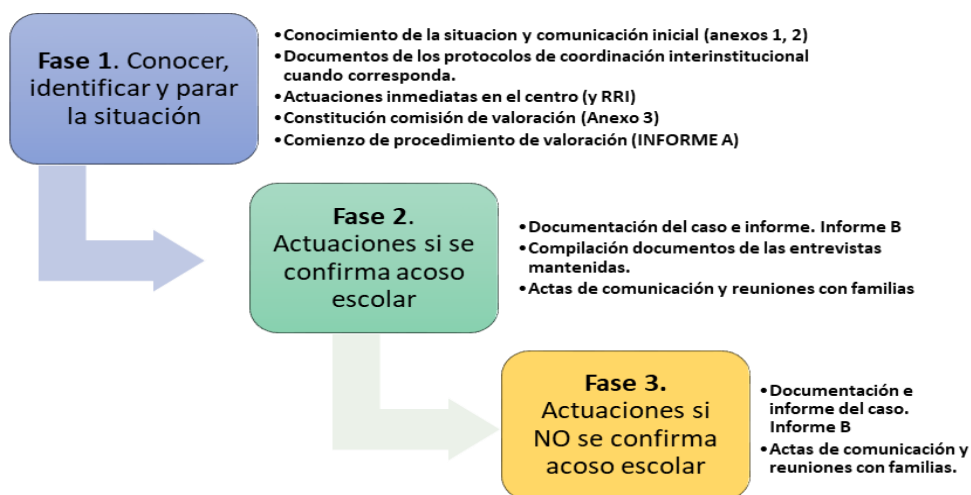 Fase 1. Conocer,
identificar y parar
la situación
•Conocimiento de la situacion y comunicación inicial (anexos 1, 2)
•Documentos de los protocolos de coordinación interinstitucional
cuando corresponda.
•Actuaciones inmediatas en el centro (y RRI)
•Constitución comisión de valoración (Anexo 3)
•Comienzo de procedimiento de valoración (INFORME A)
Fase 2.
Actuaciones si se
confirma acoso
escolar
•Documentación del caso e informe. Informe B
•Compilación documentos de las entrevistas
mantenidas.
•Actas de comunicación y reuniones con familias
Fase 3.
Actuaciones si
NO se confirma
acoso escolar
•Documentación e
informe del caso.
Informe B
•Actas de comunicación y
reuniones con familias.